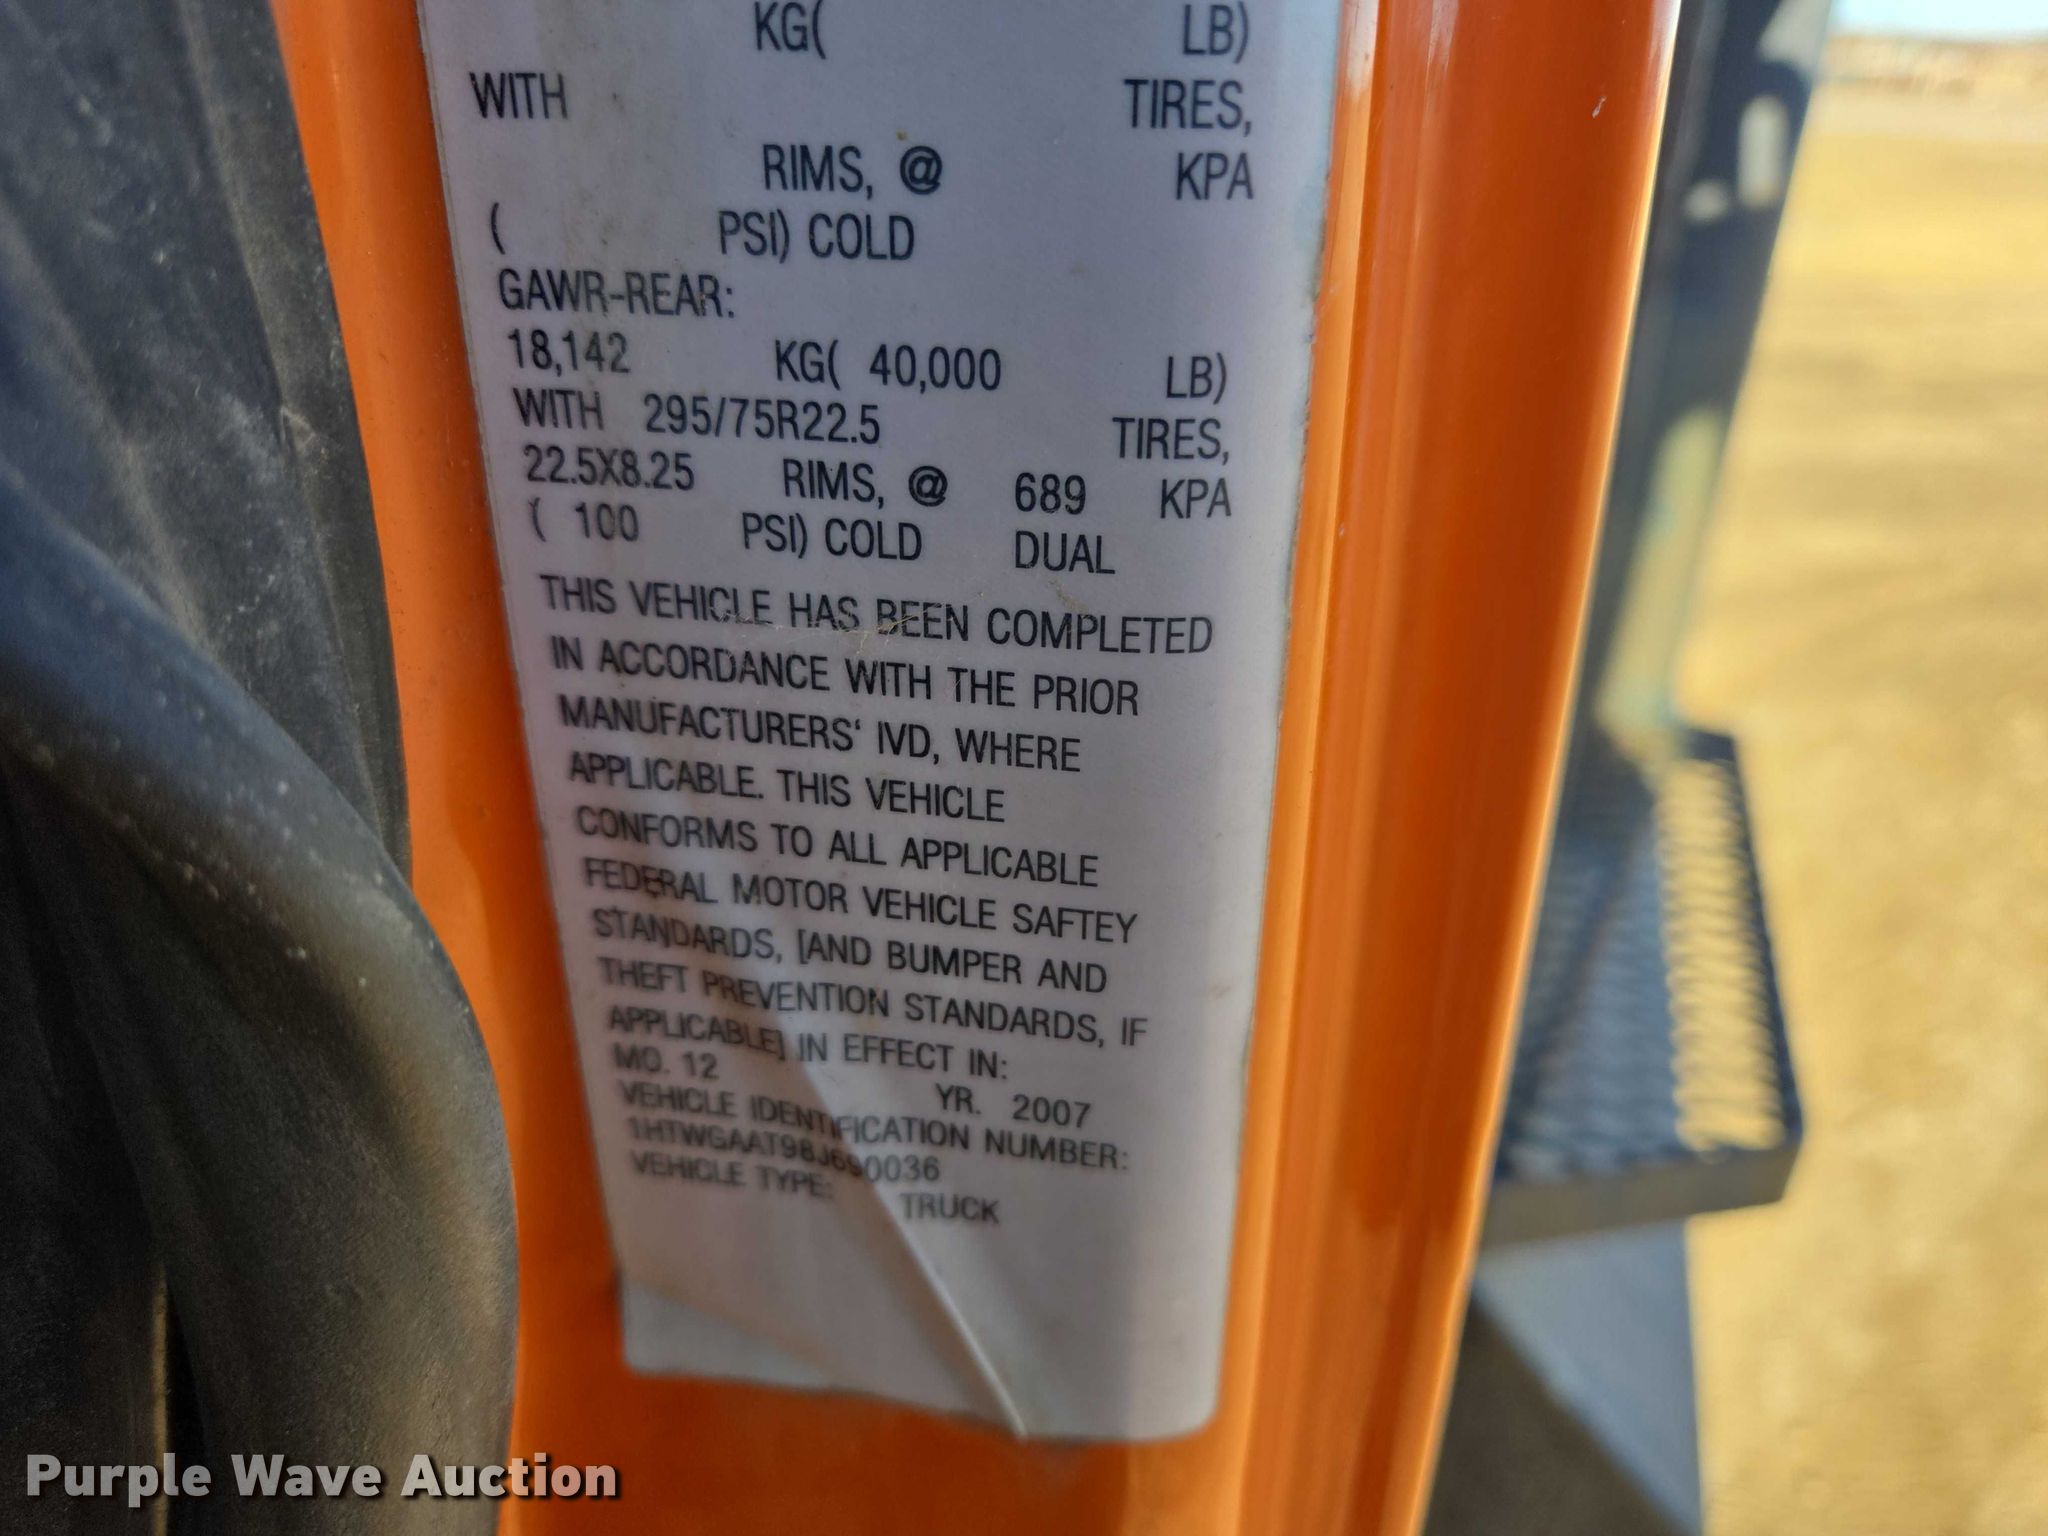 KG( LB)
WITH TIRES,
RIMS, @ KPA
( PSI) COLD
GAWR-REAR:
18,142 KG( 40,000 LB)
WITH 295/75R22.5 TIRES,
22.5X8.25 RIMS, @ 689 KPA
( 100 PSI) COLD DUAL
THIS VEHICLE HAS BEEN COMPLETED
IN ACCORDANCE WITH THE PRIOR
MANUFACTURERS' IVD, WHERE
APPLICABLE. THIS VEHICLE
CONFORMS TO ALL APPLICABLE
FEDERAL MOTOR VEHICLE SAFTEY
STANDARDS, [AND BUMPER AND
THEFT PREVENTION STANDARDS, IF
APPLICABLE] IN EFFECT IN:
MO. 12 YR. 2007
VEHICLE IDENTIFICATION NUMBER:
1HTWGAAT98J690036
VEHICLE TYPE: TRUCK
Purple Wave Auction